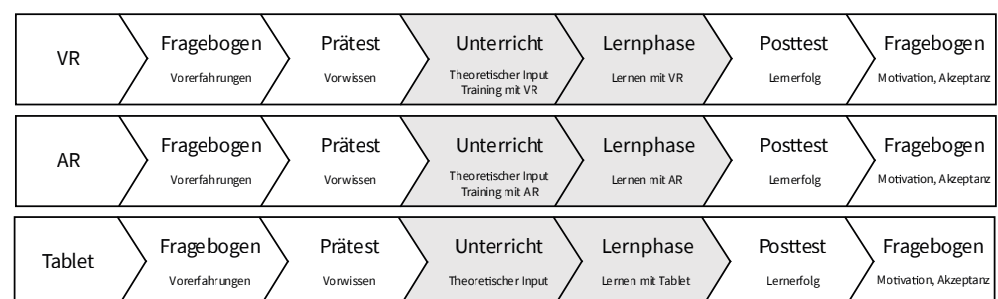 VR
Fragebogen
Vorerfahrungen
Prätest
Vorwissen
Unterricht
Theoretischer Input
Training mit VR
Lernphase
Lernen mit VR
Posttest
Lernerfolg
Fragebogen
Motivation, Akzeptanz
AR
Fragebogen
Vorerfahrungen
Prätest
Vorwissen
Unterricht
Theoretischer Input
Training mit AR
Lernphase
Lernen mit AR
Posttest
Lernerfolg
Fragebogen
Motivation, Akzeptanz
Tablet
Fragebogen
Vorerfahrungen
Prätest
Vorwissen
Unterricht
Theoretischer Input
Lernphase
Lernen mit Tablet
Posttest
Lernerfolg
Fragebogen
Motivation, Akzeptanz